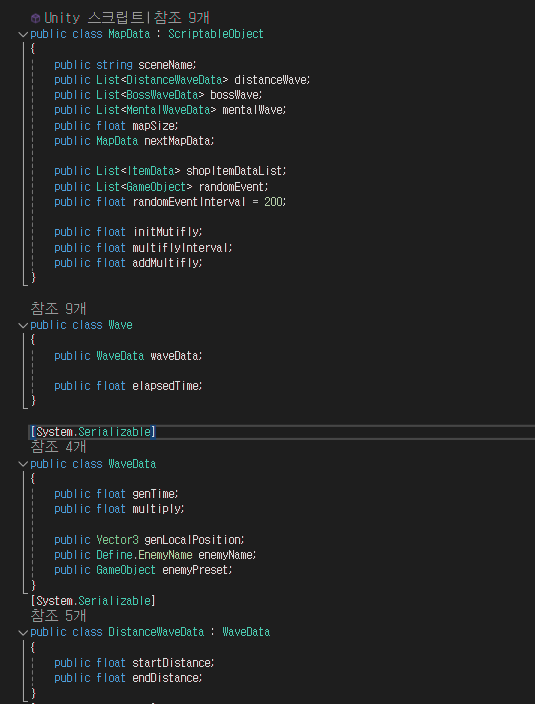 Unity 스크립트|참조 9개
public class MapData : ScriptableObject
{
public string sceneName;
public List<DistanceWaveData> distanceWave;
public List<BossWaveData> bossWave;
public List<MentalWaveData> mentalWave;
public float mapSize;
public MapData nextMapData;
public List<ItemData> shopItemDataList;
public List<GameObject> randomEvent;
public float randomEventInterval = 200;
public float initMutifly;
public float multiflyInterval;
public float addMultifly;
}
참조 9개
public class Wave
{
public WaveData waveData;
public float elapsedTime;
}
[System.Serializable]
참조 4개
public class WaveData
{
public float genTime;
public float multiply;
public Vector3 genLocalPosition;
public Define.EnemyName enemyName;
public GameObject enemyPreset;
}
[System.Serializable]
참조 5개
public class DistanceWaveData : WaveData
{
public float startDistance;
public float endDistance;
}